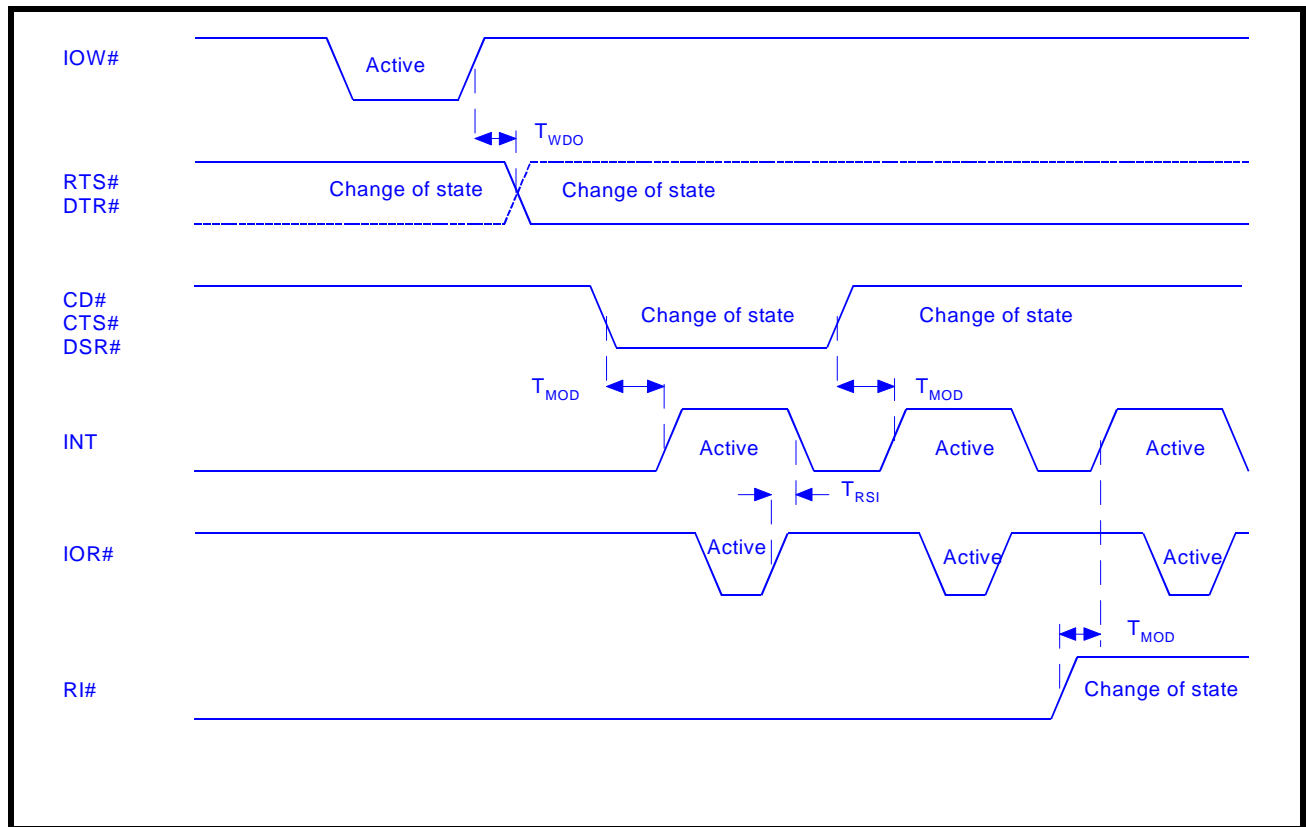 IOW#
Active
TWDO
RTS#
DTR#
Change of state
Change of state
CD#
CTS#
DSR#
Change of state
Change of state
TMOD
TMOD
INT
Active
Active
Active
TRSI
IOR#
Active
Active
Active
TMOD
RI#
Change of state